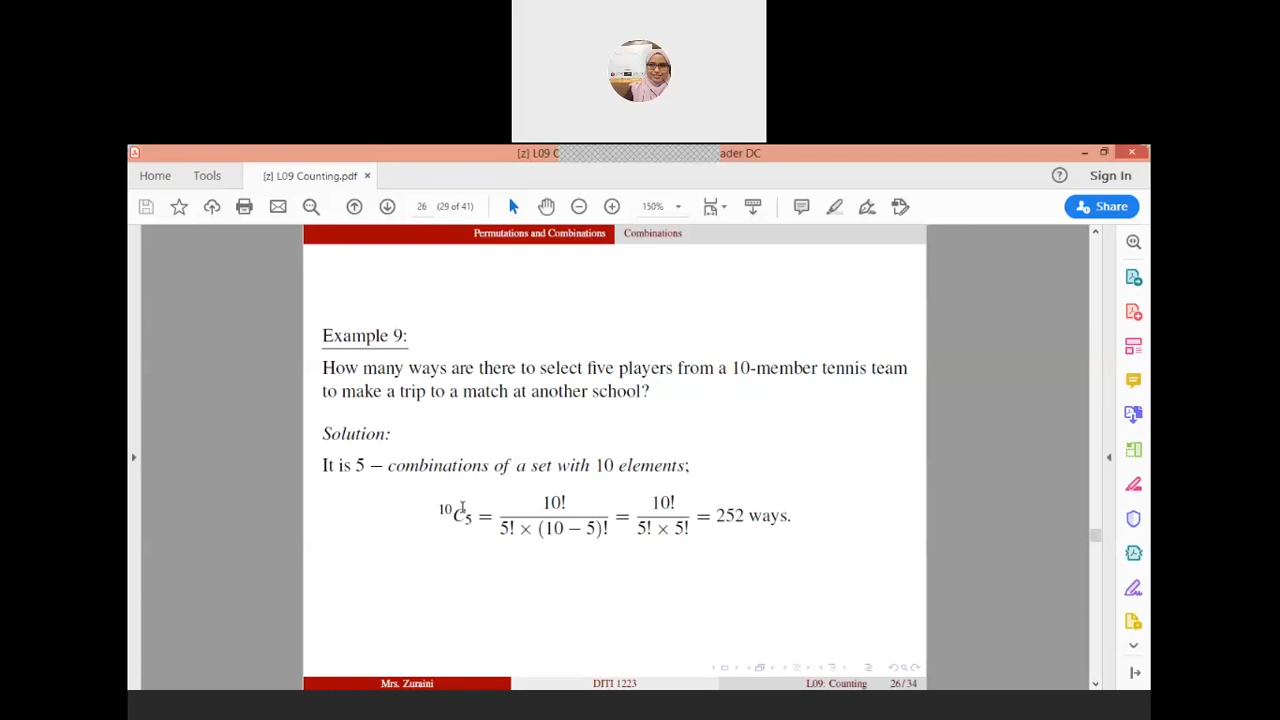 [z] L09 C ader DC
Home Tools [z] L09 Counting.pdf × Sign In
26 (29 of 41) 150% Share
Permutations and Combinations Combinations
Example 9:
How many ways are there to select five players from a 10-member tennis team
to make a trip to a match at another school?
Solution:
It is 5 − combinations of a set with 10 elements;
¹⁰C₅ = 10! / (5! × (10 − 5)!) = 10! / (5! × 5!) = 252 ways.
Mrs. Zuraini DITI 1223 L09: Counting 26/34